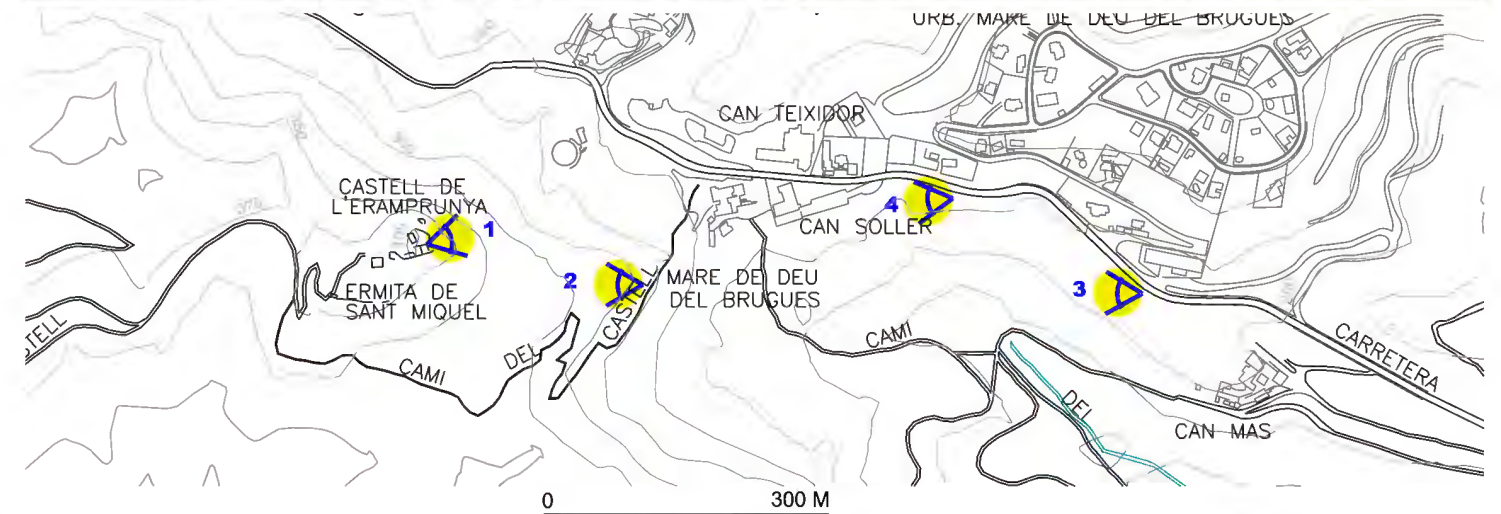 URB. MARE DE DEU DEL BRUGUES
CAN TEIXIDOR
CASTELL DE
L'ERAMPRUNYA
1
4
CAN SOLLER
2
MARE DE DEU
DEL BRUGUES
3
ERMITA DE
SANT MIQUEL
CASTELL
CAMI
DEL
CAMI
CARRETERA
DEL
CAN MAS
0 300 M